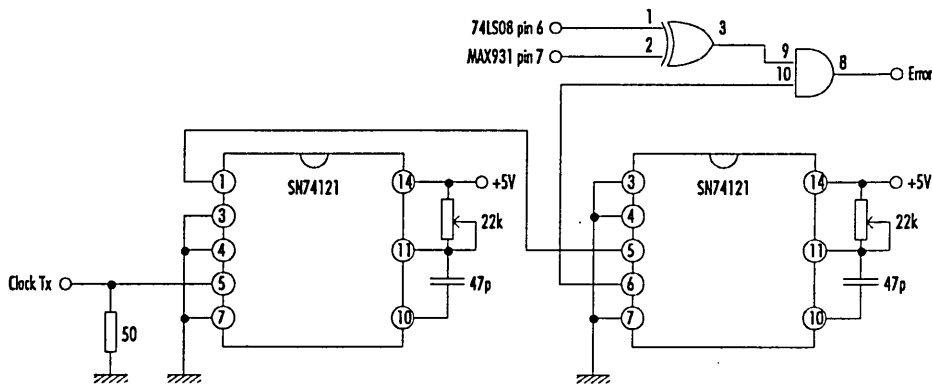 74LS08 pin 6
1
3
MAX931 pin 7
2
9
10
8
Error
1
SN74121
14
+5V
3
22k
4
11
Clock Tx
5
47p
7
10
50
3
SN74121
14
+5V
4
22k
5
11
6
47p
7
10